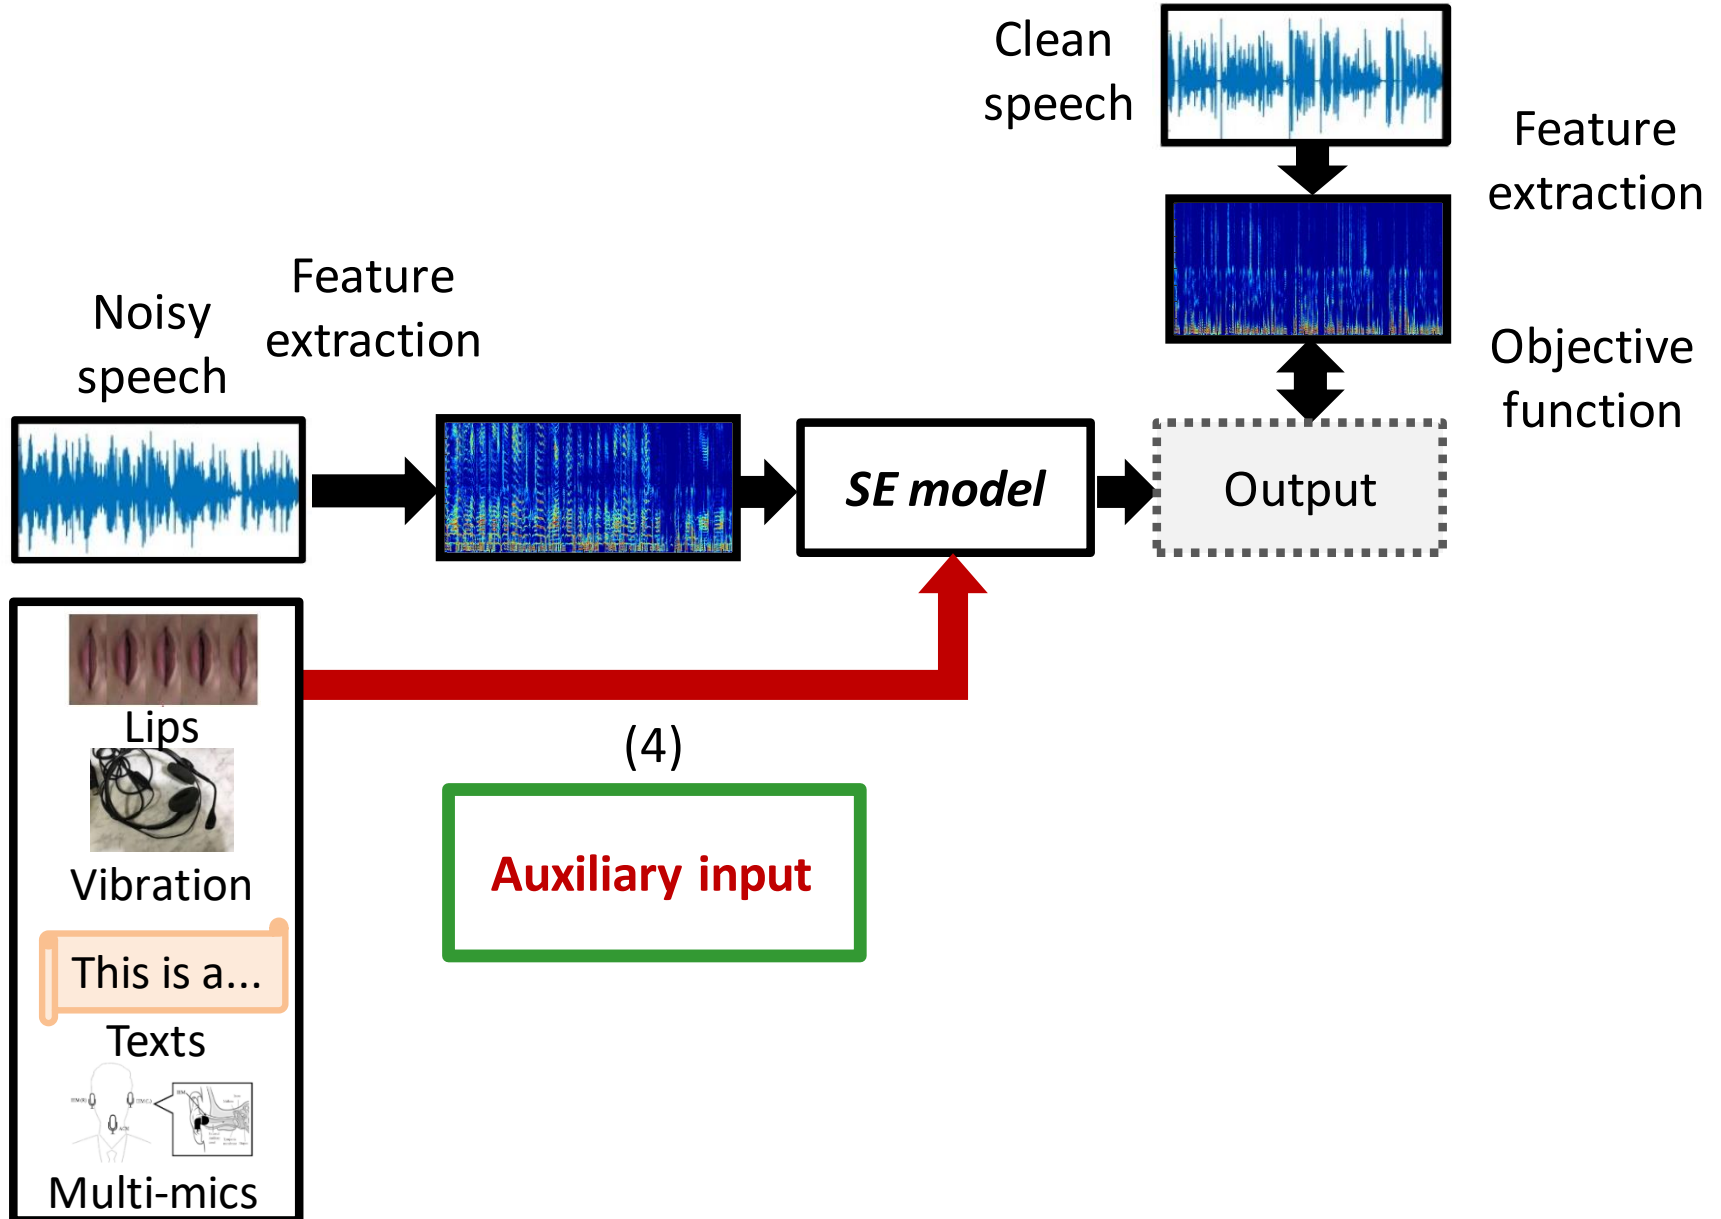 Clean
speech
Feature
extraction
Feature
extraction
Noisy
speech
Objective
function
SE model
Output
Lips
(4)
Vibration
Auxiliary input
This is a...
Texts
Multi-mics